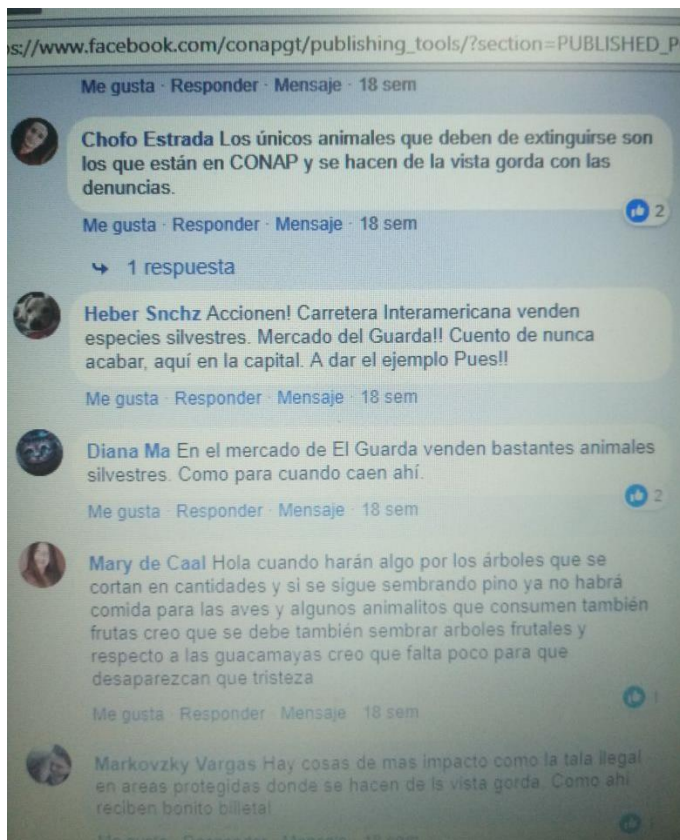 s://www.facebook.com/conapgt/publishing_tools/?section=PUBLISHED_P
Me gusta · Responder · Mensaje · 18 sem
Chofo Estrada Los únicos animales que deben de extinguirse son
los que están en CONAP y se hacen de la vista gorda con las
denuncias.
2
Me gusta · Responder · Mensaje · 18 sem
1 respuesta
Heber Snchz Accionen! Carretera Interamericana venden
especies silvestres. Mercado del Guarda!! Cuento de nunca
acabar, aquí en la capital. A dar el ejemplo Pues!!
Me gusta · Responder · Mensaje · 18 sem
Diana Ma En el mercado de El Guarda venden bastantes animales
silvestres. Como para cuando caen ahí.
2
Me gusta · Responder · Mensaje · 18 sem
Mary de Caal Hola cuando harán algo por los árboles que se
cortan en cantidades y si se sigue sembrando pino ya no habrá
comida para las aves y algunos animalitos que consumen también
frutas creo que se debe también sembrar arboles frutales y
respecto a las guacamayas creo que falta poco para que
desaparezcan que tristeza
1
Me gusta · Responder · Mensaje · 18 sem
Markovzky Vargas Hay cosas de mas impacto como la tala ilegal
en areas protegidas donde se hacen de ls vista gorda. Como ahi
reciben bonito billeta!